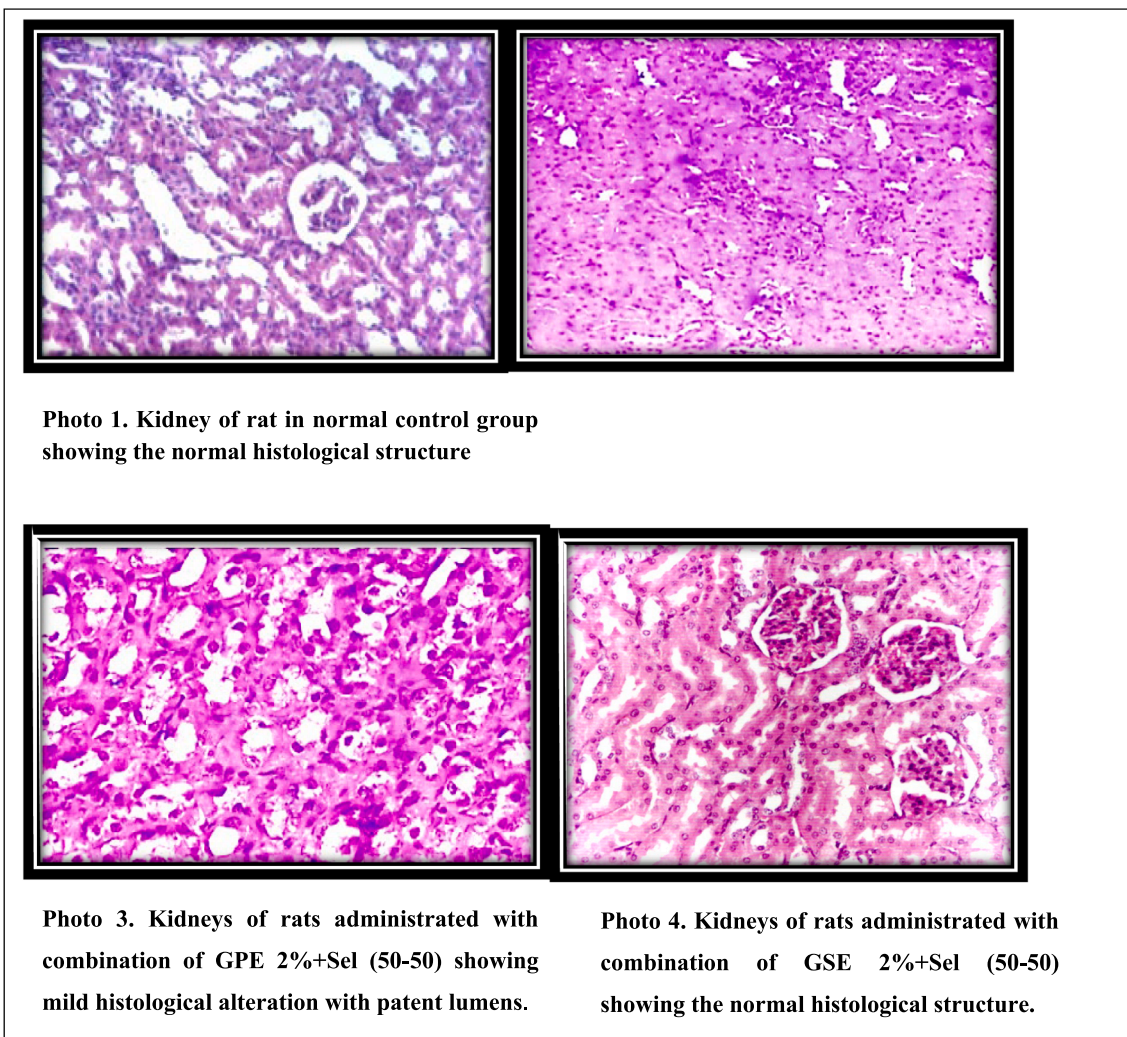 Photo 1. Kidney of rat in normal control group
showing the normal histological structure
Photo 3. Kidneys of rats administrated with
combination of GPE 2%+Sel (50-50) showing
mild histological alteration with patent lumens.
Photo 4. Kidneys of rats administrated with
combination of GSE 2%+Sel (50-50)
showing the normal histological structure.